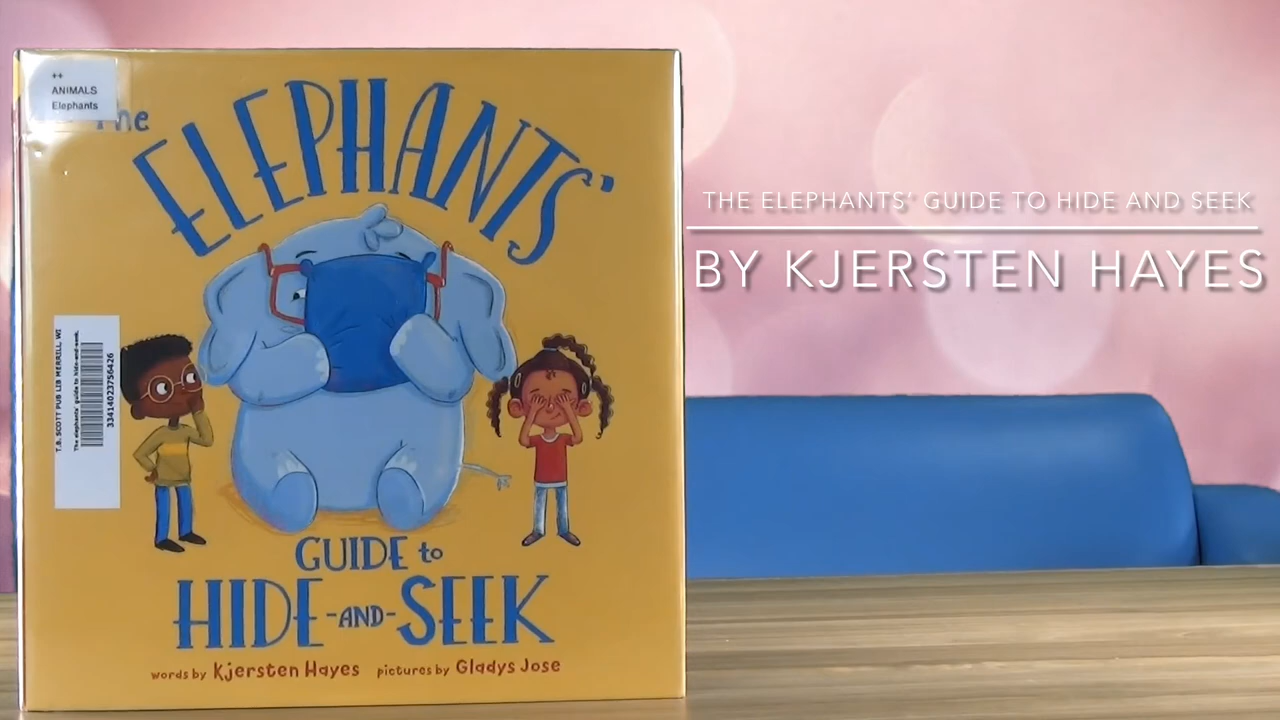 ++
ANIMALS
Elephants
The
ELEPHANTS'
GUIDE to
HIDE-AND-SEEK
words by Kjersten Hayes pictures by Gladys Jose
T.B. SCOTT PUB LIB MERRILL, WI
The elephants' guide to hide-and-seek.
33414023756426
THE ELEPHANTS' GUIDE TO HIDE AND SEEK
BY KJERSTEN HAYES